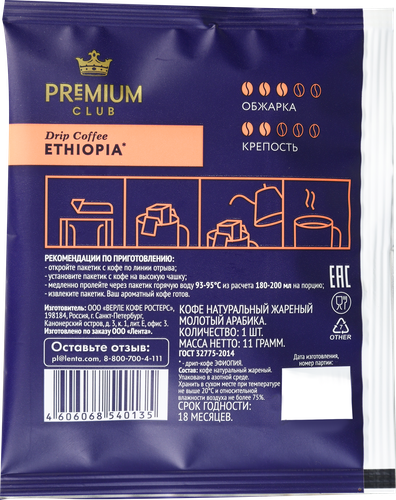 PREMIUM
CLUB
ОБЖАРКА
КРЕПОСТЬ
Drip Coffee
ETHIOPIA*
РЕКОМЕНДАЦИИ ПО ПРИГОТОВЛЕНИЮ:
- откройте пакетик с кофе по линии отрыва;
- установите пакетик с кофе на высокую чашку;
- медленно пролейте через пакетик горячую воду 93-95°С из расчета 180-200 мл на порцию;
- извлеките пакетик. Ваш ароматный кофе готов.
Изготовитель: ООО «ВЕРЛЕ КОФЕ РОСТЕРС»,
198184, Россия, г. Санкт-Петербург,
Канонерский остров, д. 3, к. 1, лит. Е, офис 3.
Изготовлено по заказу ООО «Лента».
Оставьте отзыв:
pl@lenta.com, 8-800-700-4-111
4 606068 540135
КОФЕ НАТУРАЛЬНЫЙ ЖАРЕНЫЙ
МОЛОТЫЙ АРАБИКА.
КОЛИЧЕСТВО: 1 ШТ.
МАССА НЕТТО: 11 ГРАММ.
ГОСТ 32775-2014
* - дрип-кофе ЭФИОПИЯ.
Состав: кофе натуральный жареный.
Упаковано в азотной среде.
Хранить в сухом месте при температуре
не выше 20°С и относительной
влажности воздуха не более 75%.
СРОК ГОДНОСТИ:
18 МЕСЯЦЕВ.
EAC
7
OTHER
Дата изготовления,
номер партии: